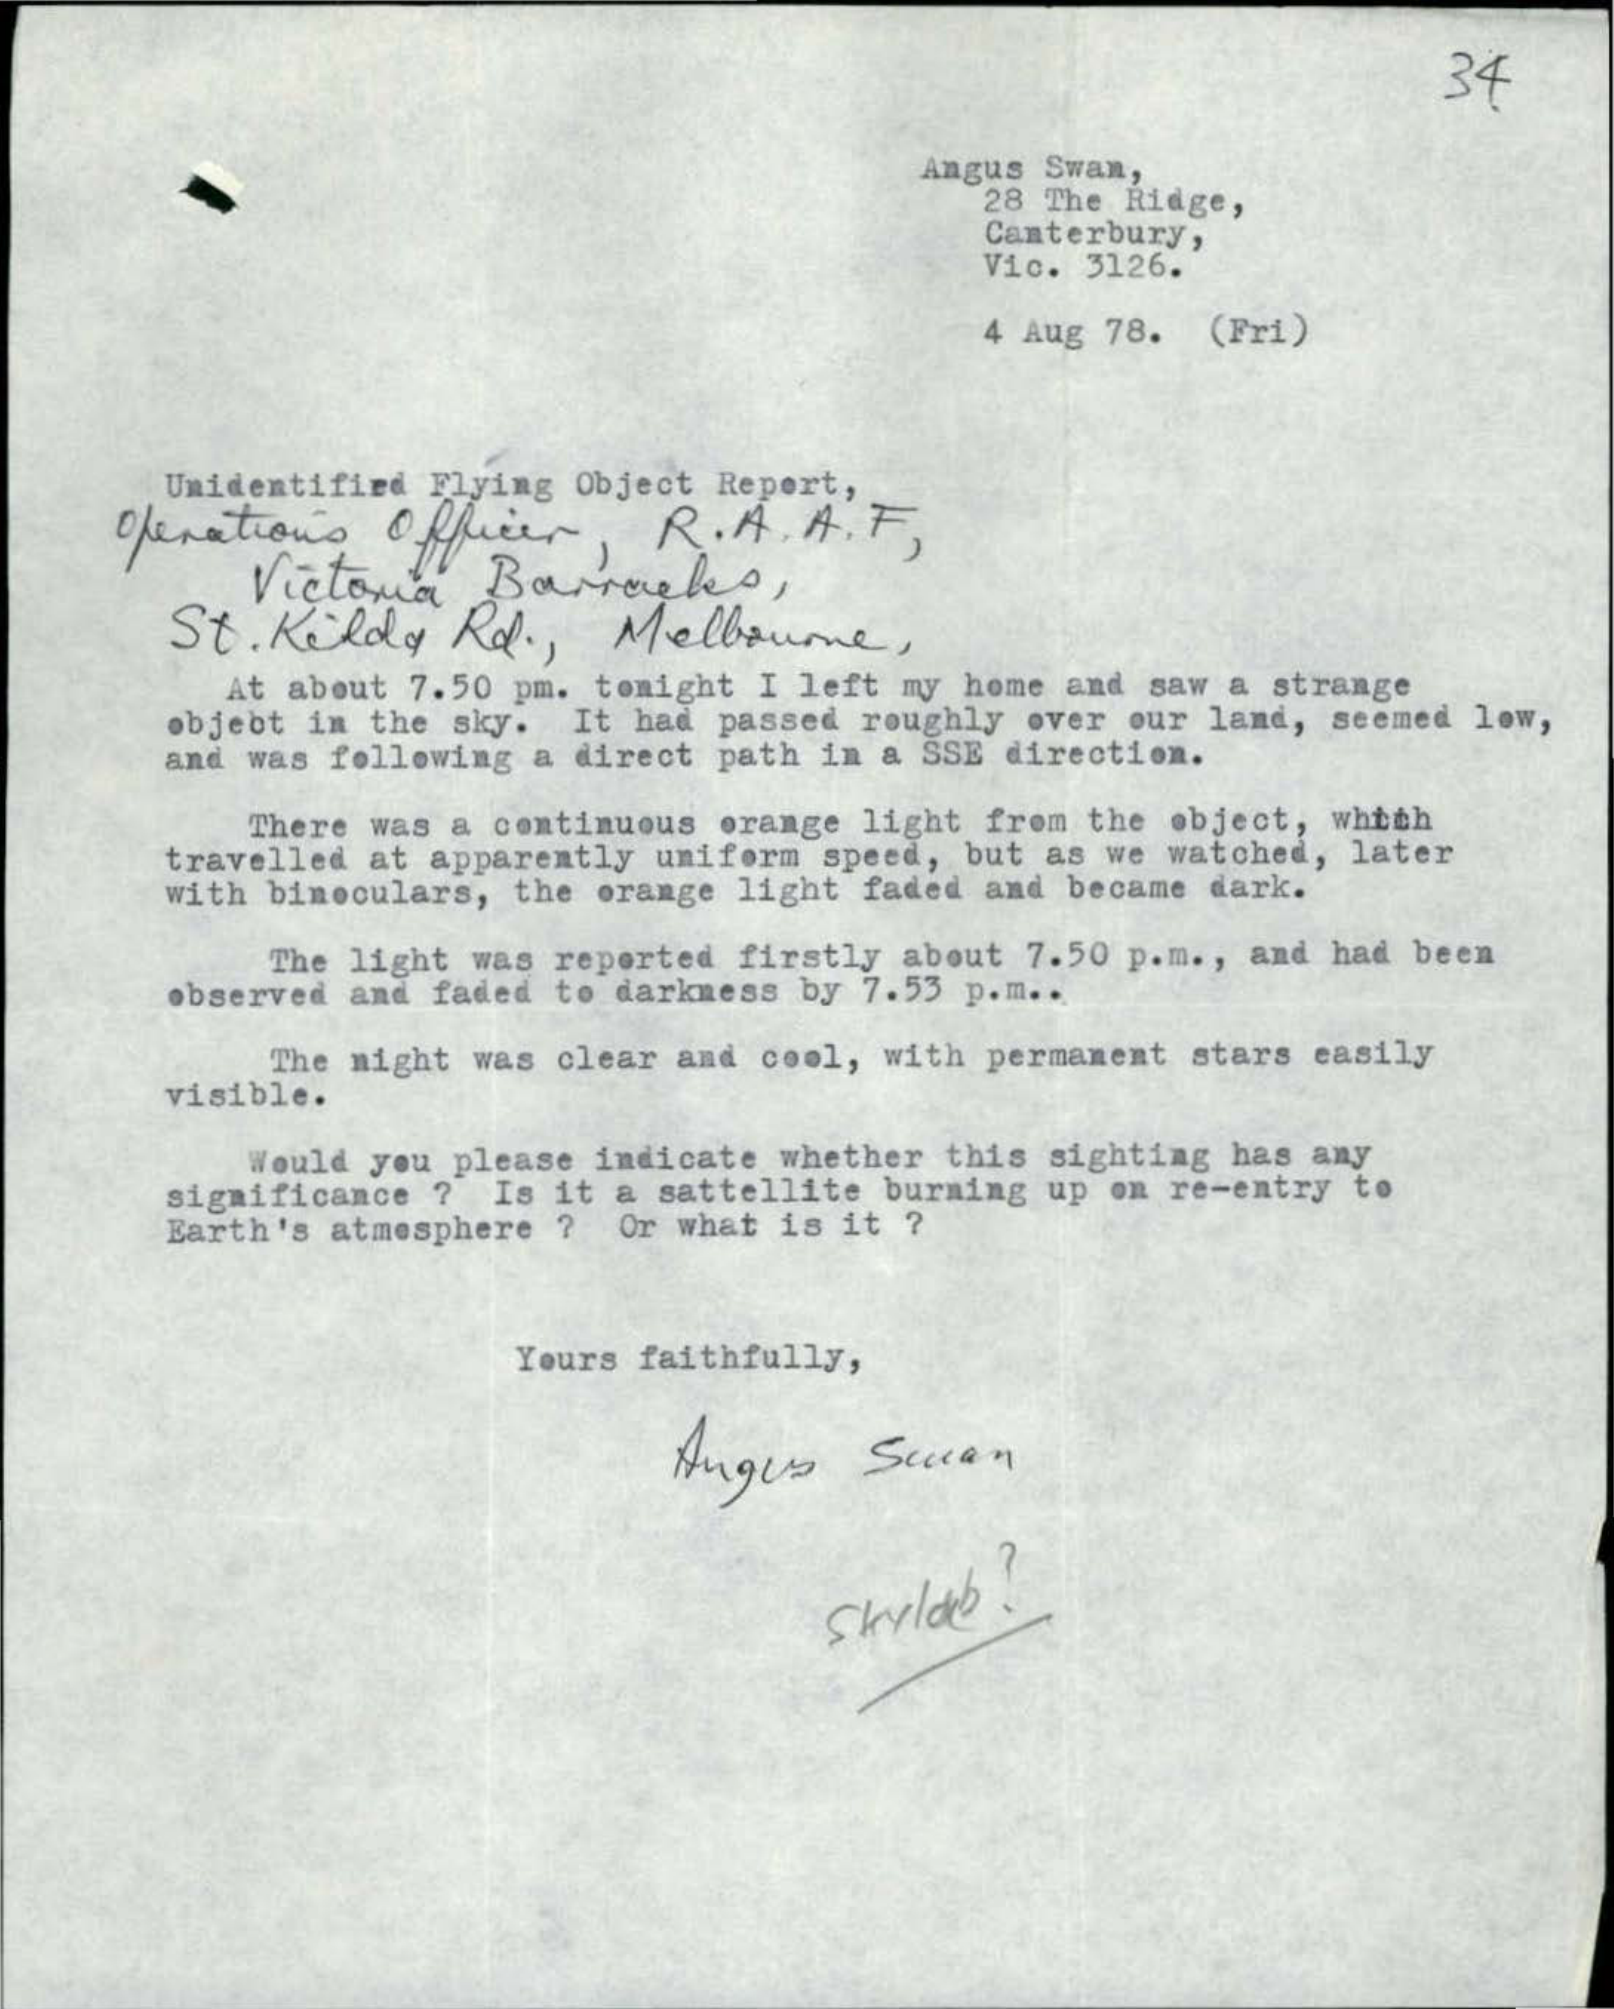 34
Angus Swan,
28 The Ridge,
Canterbury,
Vic. 3126.
4 Aug 78. (Fri)
Unidentified Flying Object Report,
Operations Officer, R.A.A.F,
Victoria Barracks,
St. Kilda Rd., Melbourne,
At about 7.50 pm. tonight I left my home and saw a strange
object in the sky. It had passed roughly over our land, seemed low,
and was following a direct path in a SSE direction.
There was a continuous orange light from the object, which
travelled at apparently uniform speed, but as we watched, later
with binoculars, the orange light faded and became dark.
The light was reported firstly about 7.50 p.m., and had been
observed and faded to darkness by 7.53 p.m..
The night was clear and cool, with permanent stars easily
visible.
Would you please indicate whether this sighting has any
significance ? Is it a sattellite burning up on re-entry to
Earth's atmosphere ? Or what is it ?
Yours faithfully,
Angus Swan
Skylab?